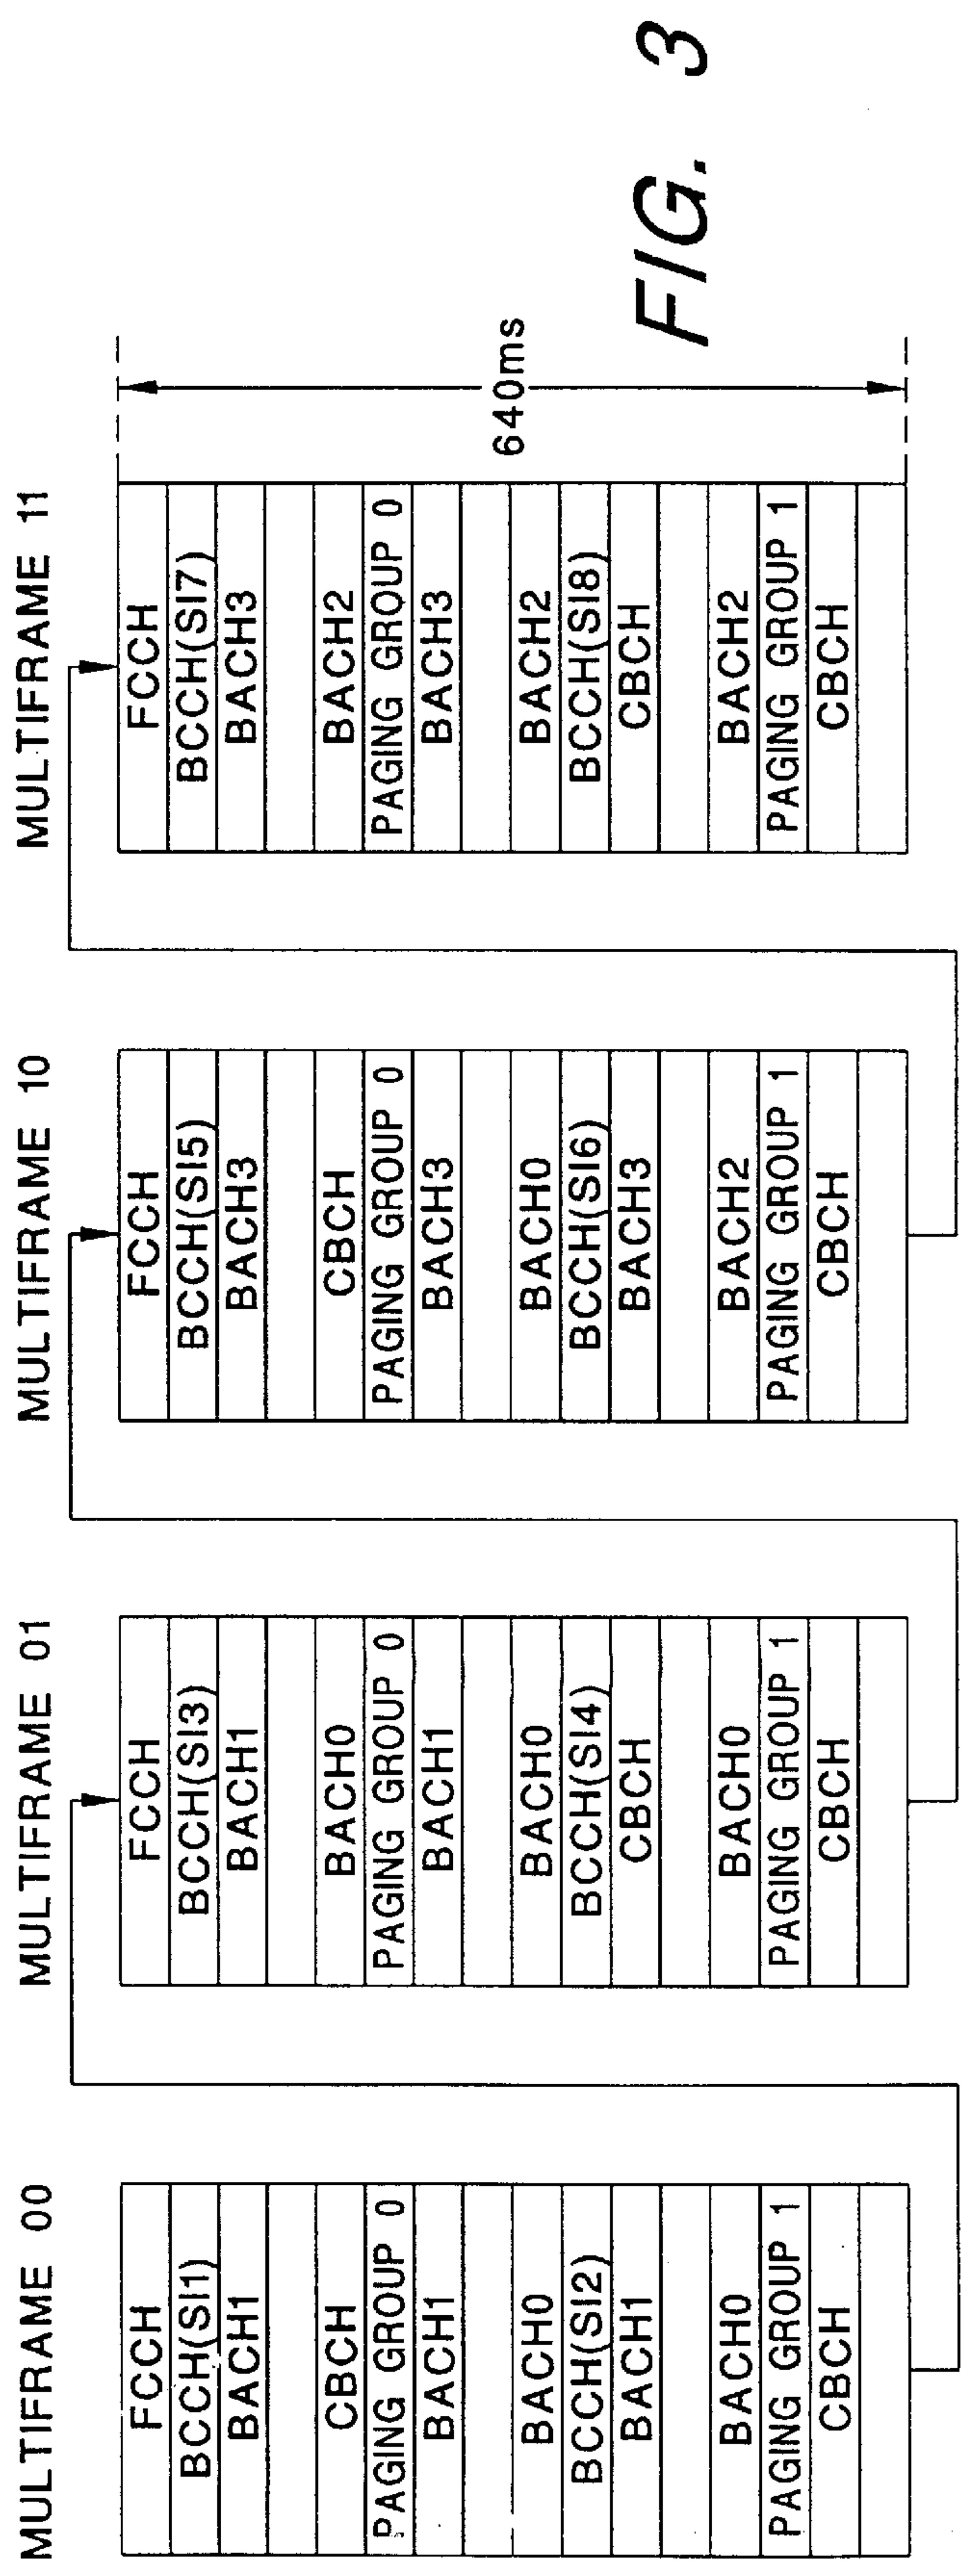 MULTIFRAME 00
FCCH
BCCH(SI1)
BACH1
CBCH
PAGING GROUP 0
BACH1
BACH0
BCCH(SI2)
BACH1
BACH0
PAGING GROUP 1
CBCH
MULTIFRAME 01
FCCH
BCCH(SI3)
BACH1
BACH0
PAGING GROUP 0
BACH1
BACH0
BCCH(SI4)
CBCH
BACH0
PAGING GROUP 1
CBCH
MULTIFRAME 10
FCCH
BCCH(SI5)
BACH3
CBCH
PAGING GROUP 0
BACH3
BACH0
BCCH(SI6)
BACH3
BACH2
PAGING GROUP 1
CBCH
MULTIFRAME 11
FCCH
BCCH(SI7)
BACH3
BACH2
PAGING GROUP 0
BACH3
BACH2
BCCH(SI8)
CBCH
BACH2
PAGING GROUP 1
CBCH
640ms
FIG. 3